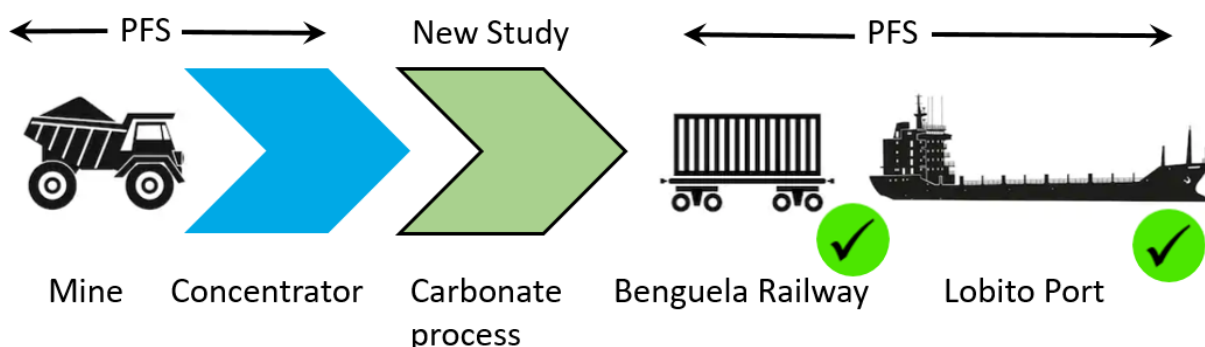 PFS New Study PFS
Mine Concentrator Carbonate process Benguela Railway Lobito Port